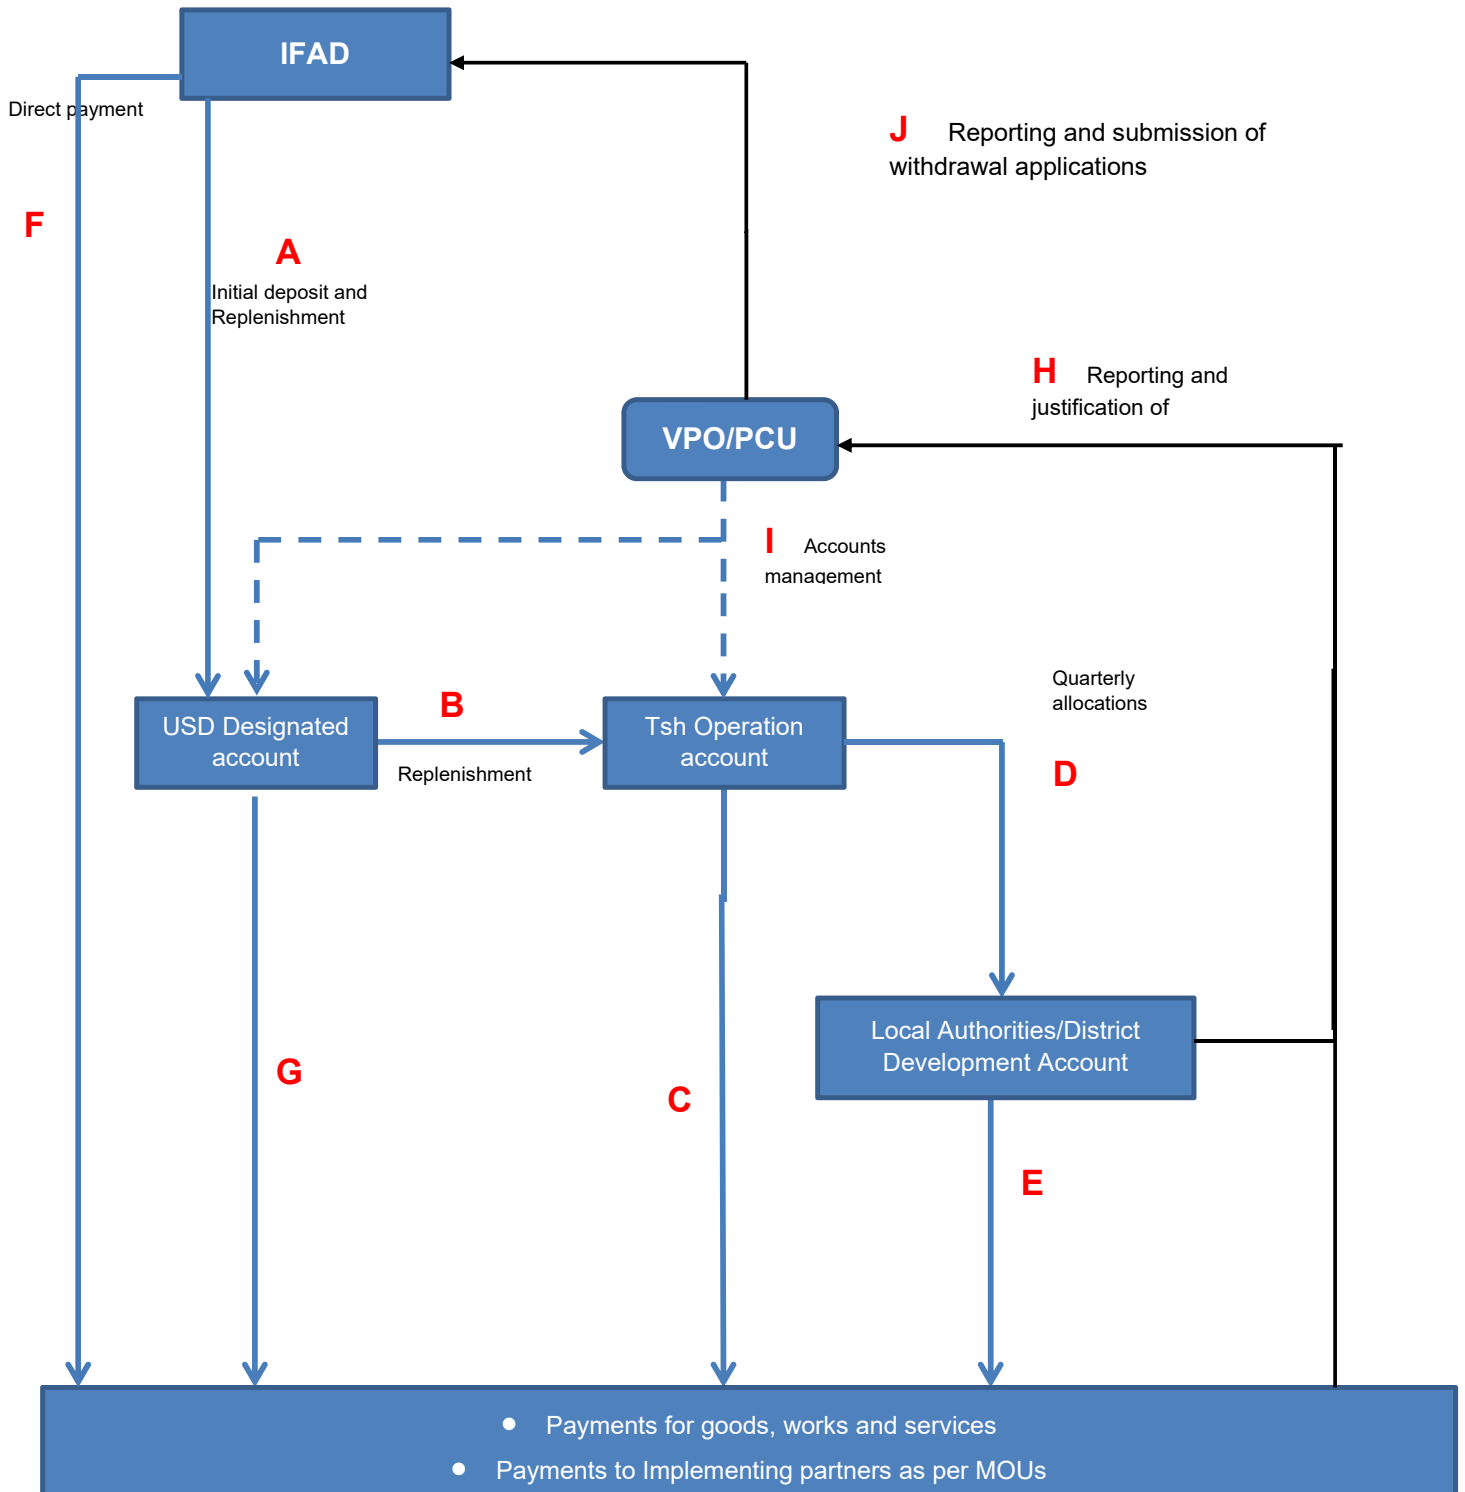 IFAD
Direct payment
J Reporting and submission of
withdrawal applications
F
A
Initial deposit and
Replenishment
H Reporting and
justification of
VPO/PCU
I Accounts
management
Quarterly
allocations
B
USD Designated
account
Replenishment
Tsh Operation
account
D
Local Authorities/District
Development Account
G
C
E
● Payments for goods, works and services
● Payments to Implementing partners as per MOUs